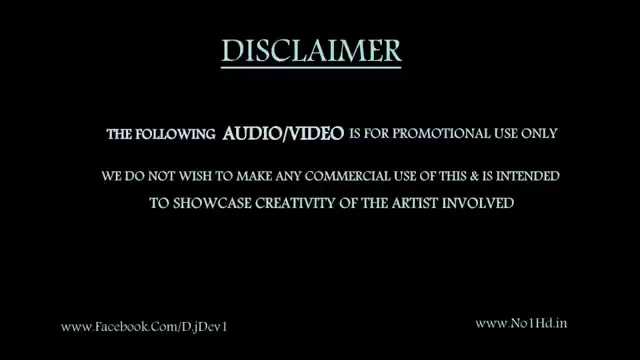 DISCLAIMER
THE FOLLOWING AUDIO/VIDEO IS FOR PROMOTIONAL USE ONLY
WE DO NOT WISH TO MAKE ANY COMMERCIAL USE OF THIS & IS INTENDED
TO SHOWCASE CREATIVITY OF THE ARTIST INVOLVED
www.Facebook.Com/DjDev1
www.No1Hd.in